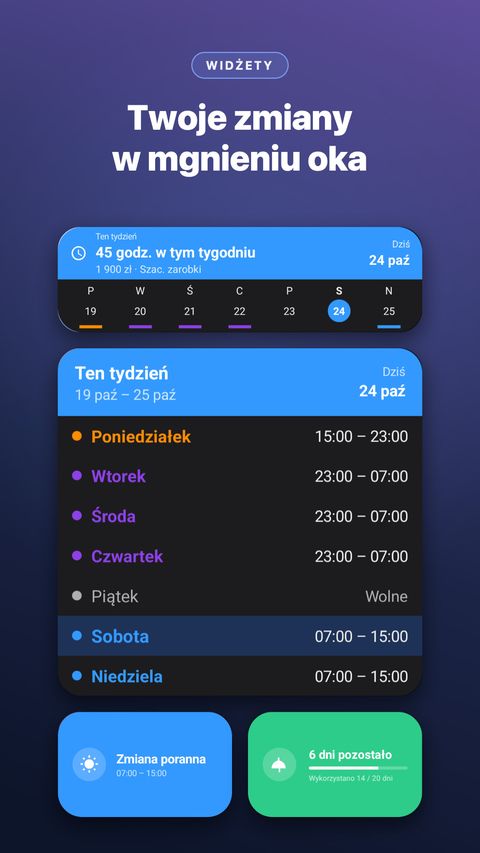 WIDŻETY
Twoje zmiany
w mgnieniu oka
Ten tydzień
45 godz. w tym tygodniu
1 900 zł · Szac. zarobki
Dziś
24 paź
P W Ś C P S N
19 20 21 22 23 24 25
Ten tydzień
19 paź – 25 paź
Dziś
24 paź
Poniedziałek 15:00 – 23:00
Wtorek 23:00 – 07:00
Środa 23:00 – 07:00
Czwartek 23:00 – 07:00
Piątek Wolne
Sobota 07:00 – 15:00
Niedziela 07:00 – 15:00
Zmiana poranna
07:00 – 15:00
6 dni pozostało
Wykorzystano 14 / 20 dni